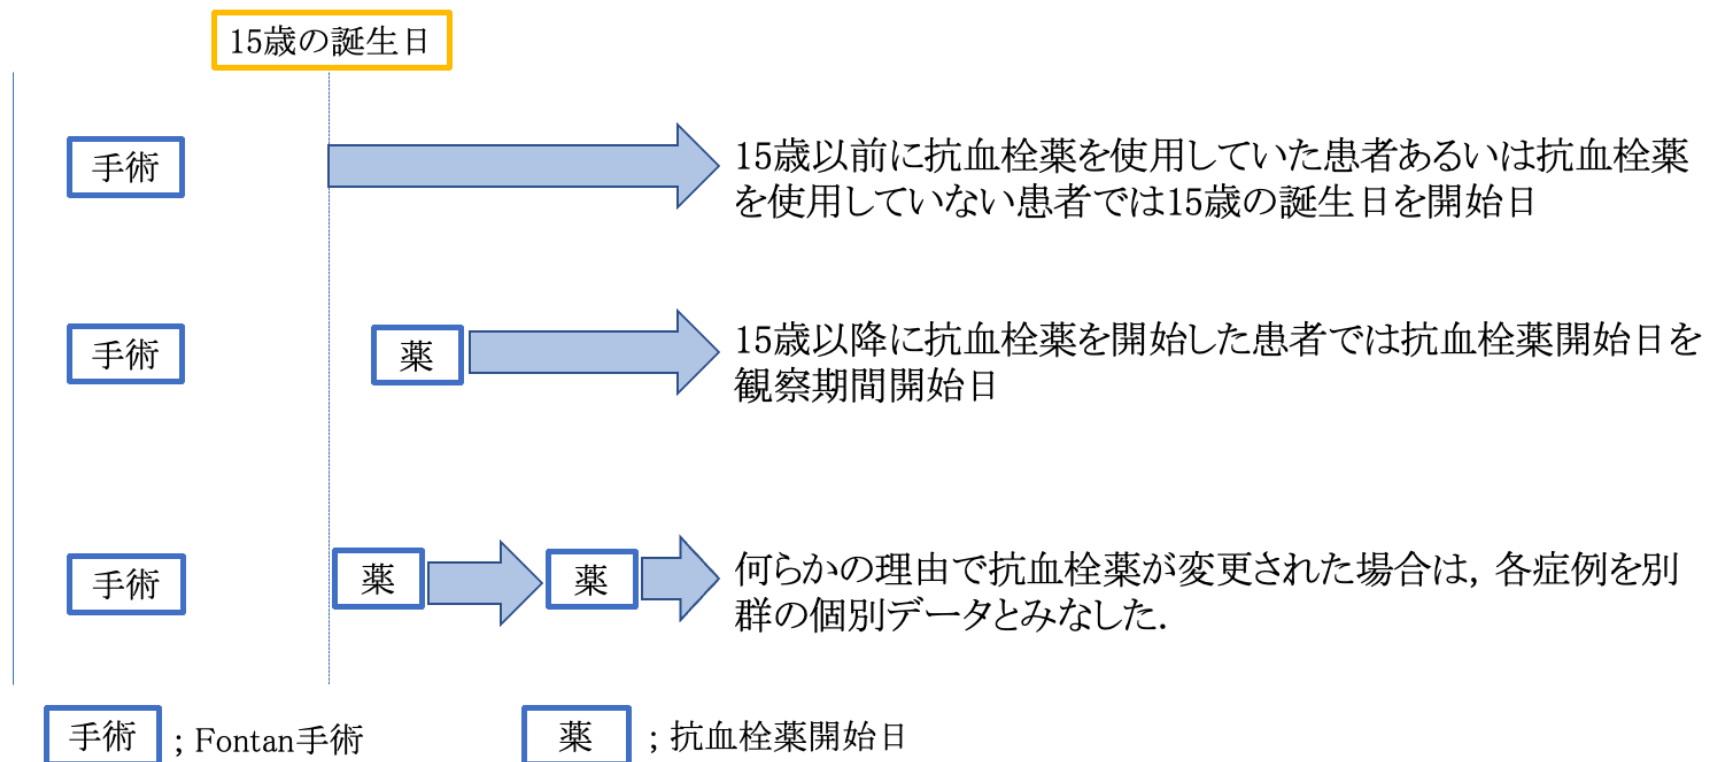 15歳の誕生日
手術
15歳以前に抗血栓薬を使用していた患者あるいは抗血栓薬
を使用していない患者では15歳の誕生日を開始日
手術
薬
15歳以降に抗血栓薬を開始した患者では抗血栓薬開始日を
観察期間開始日
手術
薬
薬
何らかの理由で抗血栓薬が変更された場合は, 各症例を別
群の個別データとみなした.
手術 ; Fontan手術
薬 ; 抗血栓薬開始日